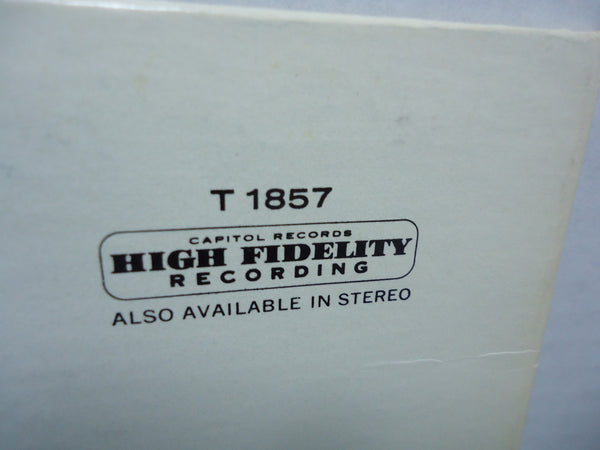 T 1857
CAPITOL RECORDS
HIGH FIDELITY
RECORDING
ALSO AVAILABLE IN STEREO